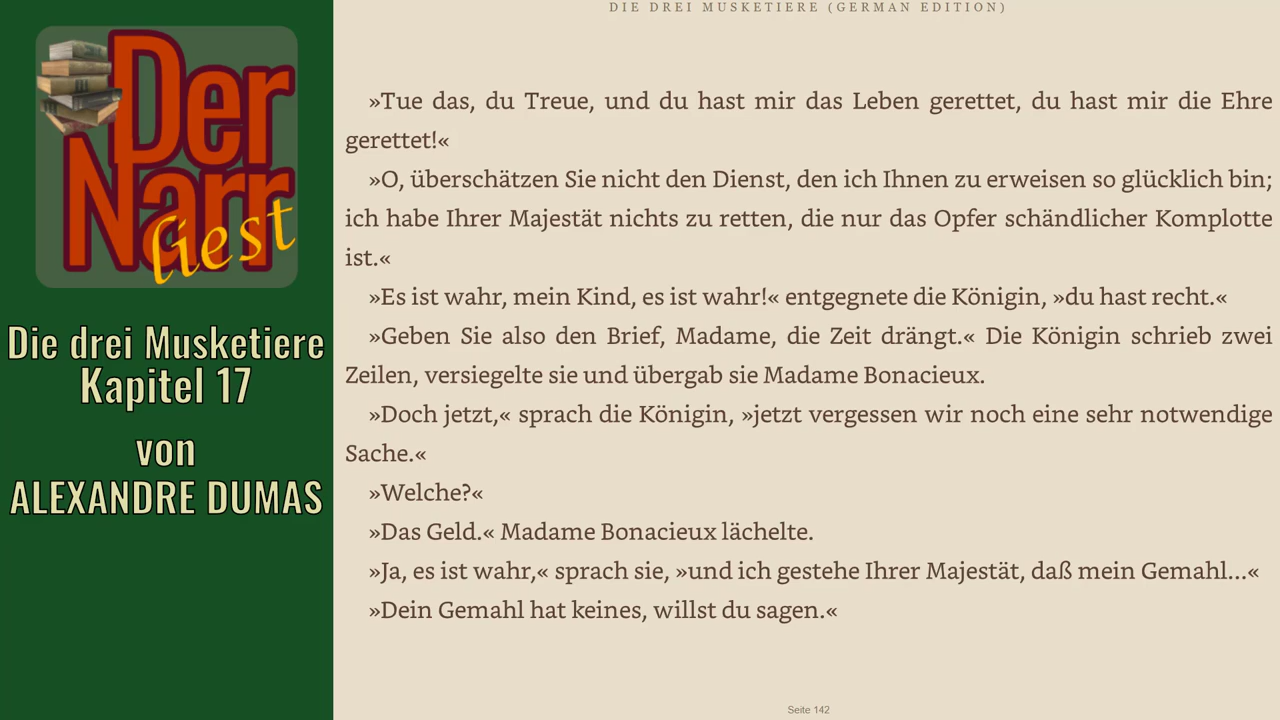 Der
Narr
liest
Die drei Musketiere
Kapitel 17
von
ALEXANDRE DUMAS
DIE DREI MUSKETIERE (GERMAN EDITION)
»Tue das, du Treue, und du hast mir das Leben gerettet, du hast mir die Ehre
gerettet!«
»O, überschätzen Sie nicht den Dienst, den ich Ihnen zu erweisen so glücklich bin;
ich habe Ihrer Majestät nichts zu retten, die nur das Opfer schändlicher Komplotte
ist.«
»Es ist wahr, mein Kind, es ist wahr!« entgegnete die Königin, »du hast recht.«
»Geben Sie also den Brief, Madame, die Zeit drängt.« Die Königin schrieb zwei
Zeilen, versiegelte sie und übergab sie Madame Bonacieux.
»Doch jetzt,« sprach die Königin, »jetzt vergessen wir noch eine sehr notwendige
Sache.«
»Welche?«
»Das Geld.« Madame Bonacieux lächelte.
»Ja, es ist wahr,« sprach sie, »und ich gestehe Ihrer Majestät, daß mein Gemahl...«
»Dein Gemahl hat keines, willst du sagen.«
Seite 142